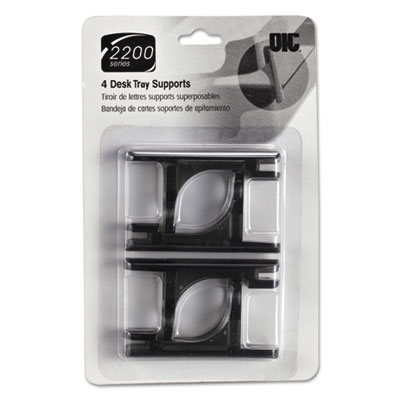 2200
series
OIC
4 Desk Tray Supports
Tiroir de lettres supports superposables
Bandeja de cartes soportes de apilamiento